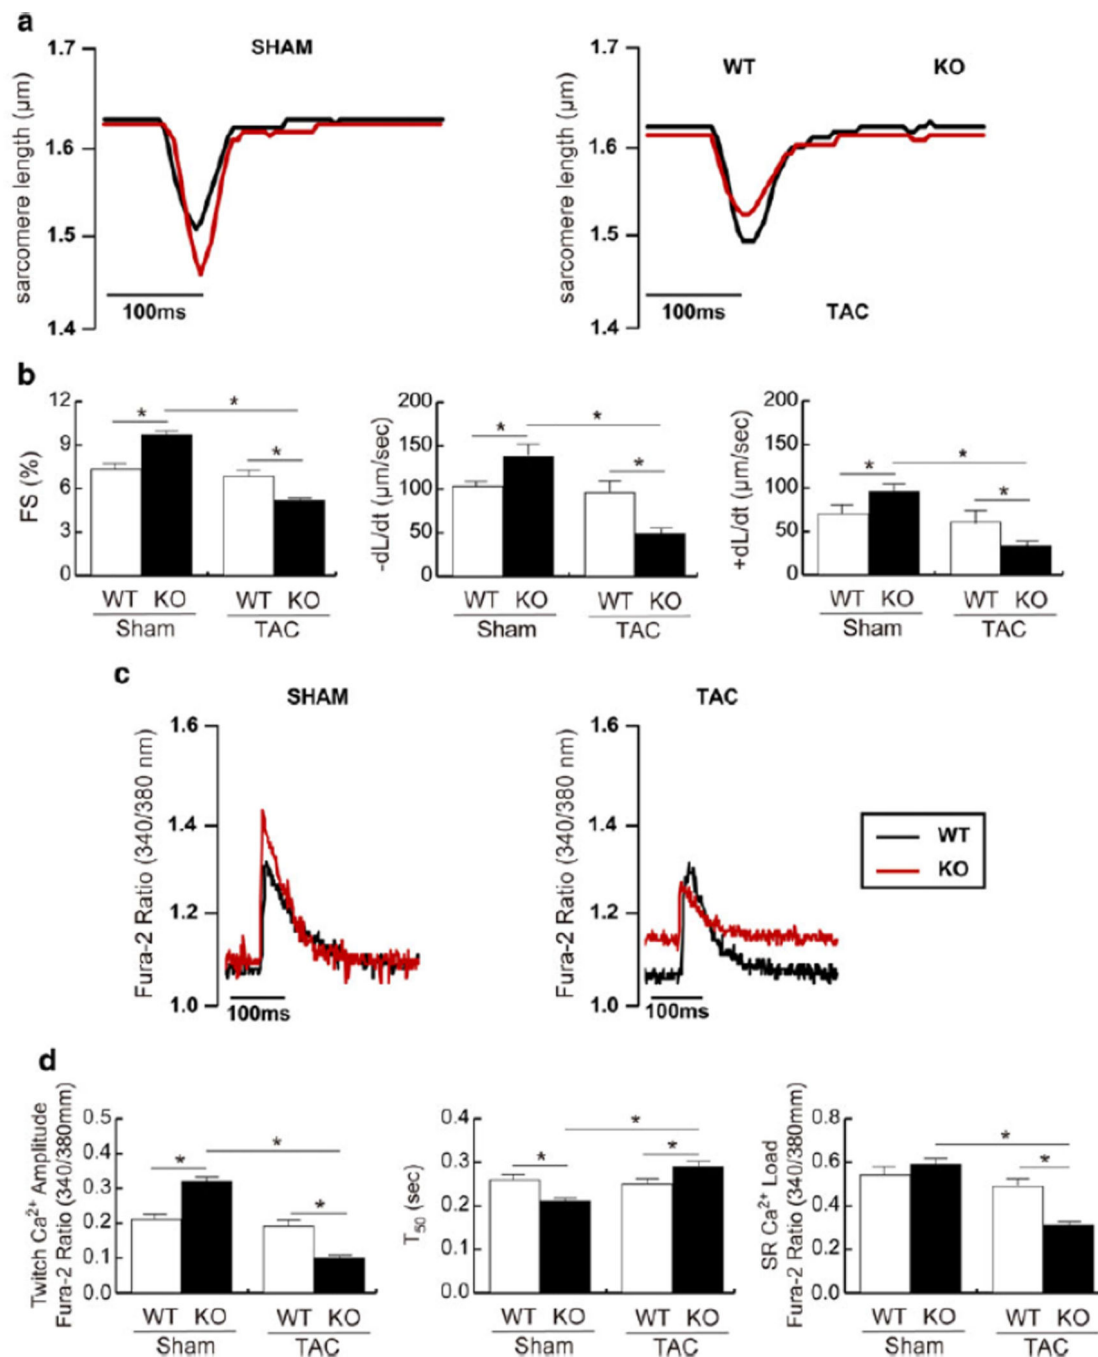 a
SHAM
1.7
1.6
1.5
1.4
sarcomere length (µm)
100ms
WT
KO
1.7
1.6
1.5
1.4
sarcomere length (µm)
100ms
TAC
b
12
9
6
3
0
FS (%)
*
*
*
WT KO
WT KO
Sham
TAC
200
150
100
50
0
-dL/dt (µm/sec)
*
*
*
WT KO
WT KO
Sham
TAC
200
150
100
50
0
+dL/dt (µm/sec)
*
*
*
WT KO
WT KO
Sham
TAC
c
SHAM
1.6
1.4
1.2
1.0
Fura-2 Ratio (340/380 nm)
100ms
TAC
1.6
1.4
1.2
1.0
Fura-2 Ratio (340/380 nm)
100ms
WT
KO
d
0.5
0.4
0.3
0.2
0.1
0.0
Twitch Ca²⁺ Amplitude
Fura-2 Ratio (340/380mm)
*
*
*
WT KO
WT KO
Sham
TAC
0.4
0.3
0.2
0.1
0.0
T₅₀ (sec)
*
*
*
WT KO
WT KO
Sham
TAC
0.8
0.6
0.4
0.2
0.0
SR Ca²⁺ Load
Fura-2 Ratio (340/380mm)
*
*
WT KO
WT KO
Sham
TAC